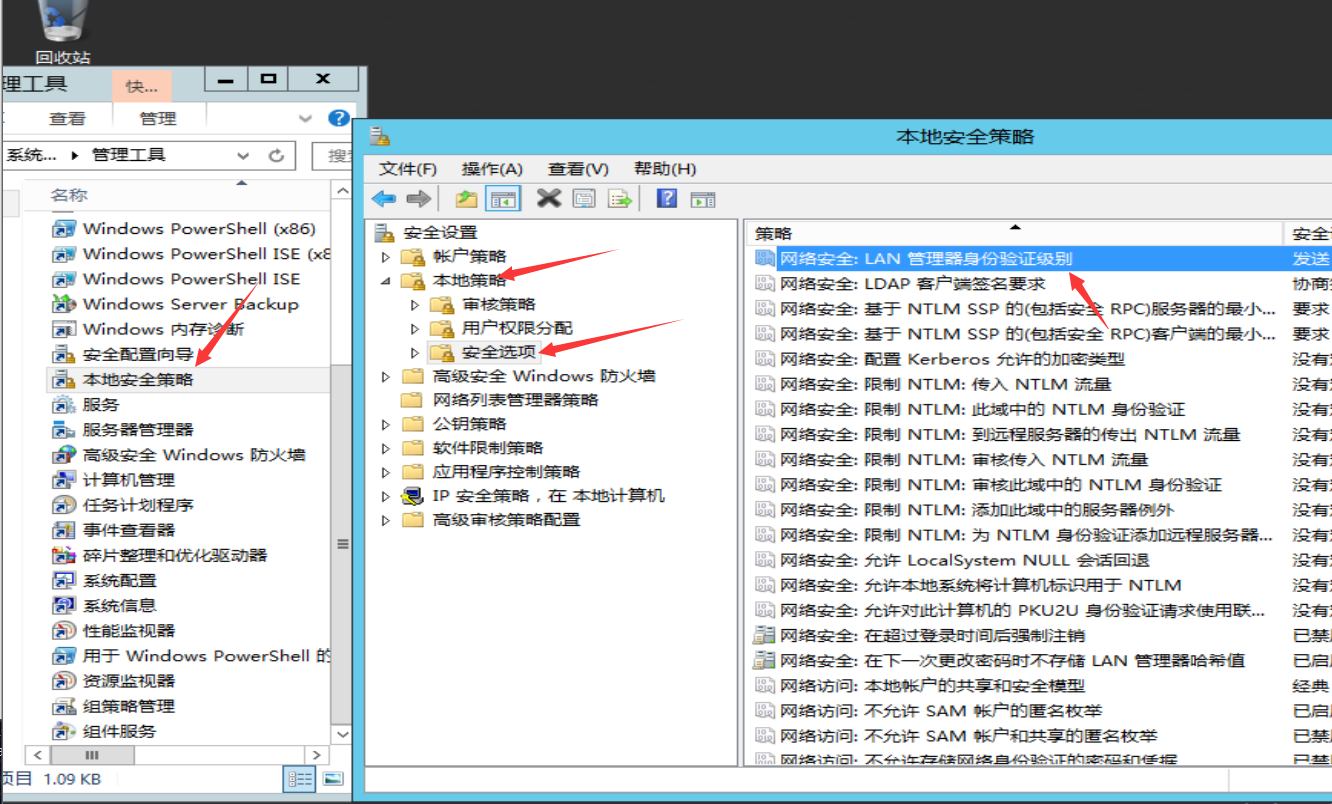 回收站
理工具
快...
查看
管理
系统...
管理工具
名称
Windows PowerShell (x86)
Windows PowerShell ISE (x8
Windows PowerShell ISE
Windows Server Backup
Windows 内存诊断
安全配置向导
本地安全策略
服务
服务器管理器
高级安全 Windows 防火墙
计算机管理
任务计划程序
事件查看器
碎片整理和优化驱动器
系统配置
系统信息
性能监视器
用于 Windows PowerShell 的
资源监视器
组策略管理
组件服务
项目 1.09 KB
本地安全策略
文件(F) 操作(A) 查看(V) 帮助(H)
安全设置
帐户策略
本地策略
审核策略
用户权限分配
安全选项
高级安全 Windows 防火墙
网络列表管理器策略
公钥策略
软件限制策略
应用程序控制策略
IP 安全策略，在 本地计算机
高级审核策略配置
策略 安全
网络安全: LAN 管理器身份验证级别 发送
网络安全: LDAP 客户端签名要求 协商
网络安全: 基于 NTLM SSP 的(包括安全 RPC)服务器的最小... 要求
网络安全: 基于 NTLM SSP 的(包括安全 RPC)客户端的最小... 要求
网络安全: 配置 Kerberos 允许的加密类型 没有
网络安全: 限制 NTLM: 传入 NTLM 流量 没有
网络安全: 限制 NTLM: 此域中的 NTLM 身份验证 没有
网络安全: 限制 NTLM: 到远程服务器的传出 NTLM 流量 没有
网络安全: 限制 NTLM: 审核传入 NTLM 流量 没有
网络安全: 限制 NTLM: 审核此域中的 NTLM 身份验证 没有
网络安全: 限制 NTLM: 添加此域中的服务器例外 没有
网络安全: 限制 NTLM: 为 NTLM 身份验证添加远程服务器... 没有
网络安全: 允许 LocalSystem NULL 会话回退 没有
网络安全: 允许本地系统将计算机标识用于 NTLM 没有
网络安全: 允许对此计算机的 PKU2U 身份验证请求使用联... 没有
网络安全: 在超过登录时间后强制注销 已禁
网络安全: 在下一次更改密码时不存储 LAN 管理器哈希值 已启
网络访问: 本地帐户的共享和安全模型 经典
网络访问: 不允许 SAM 帐户的匿名枚举 已启
网络访问: 不允许 SAM 帐户和共享的匿名枚举 已禁
网络访问: 不允许存储网络身份验证的密码和凭据 已禁